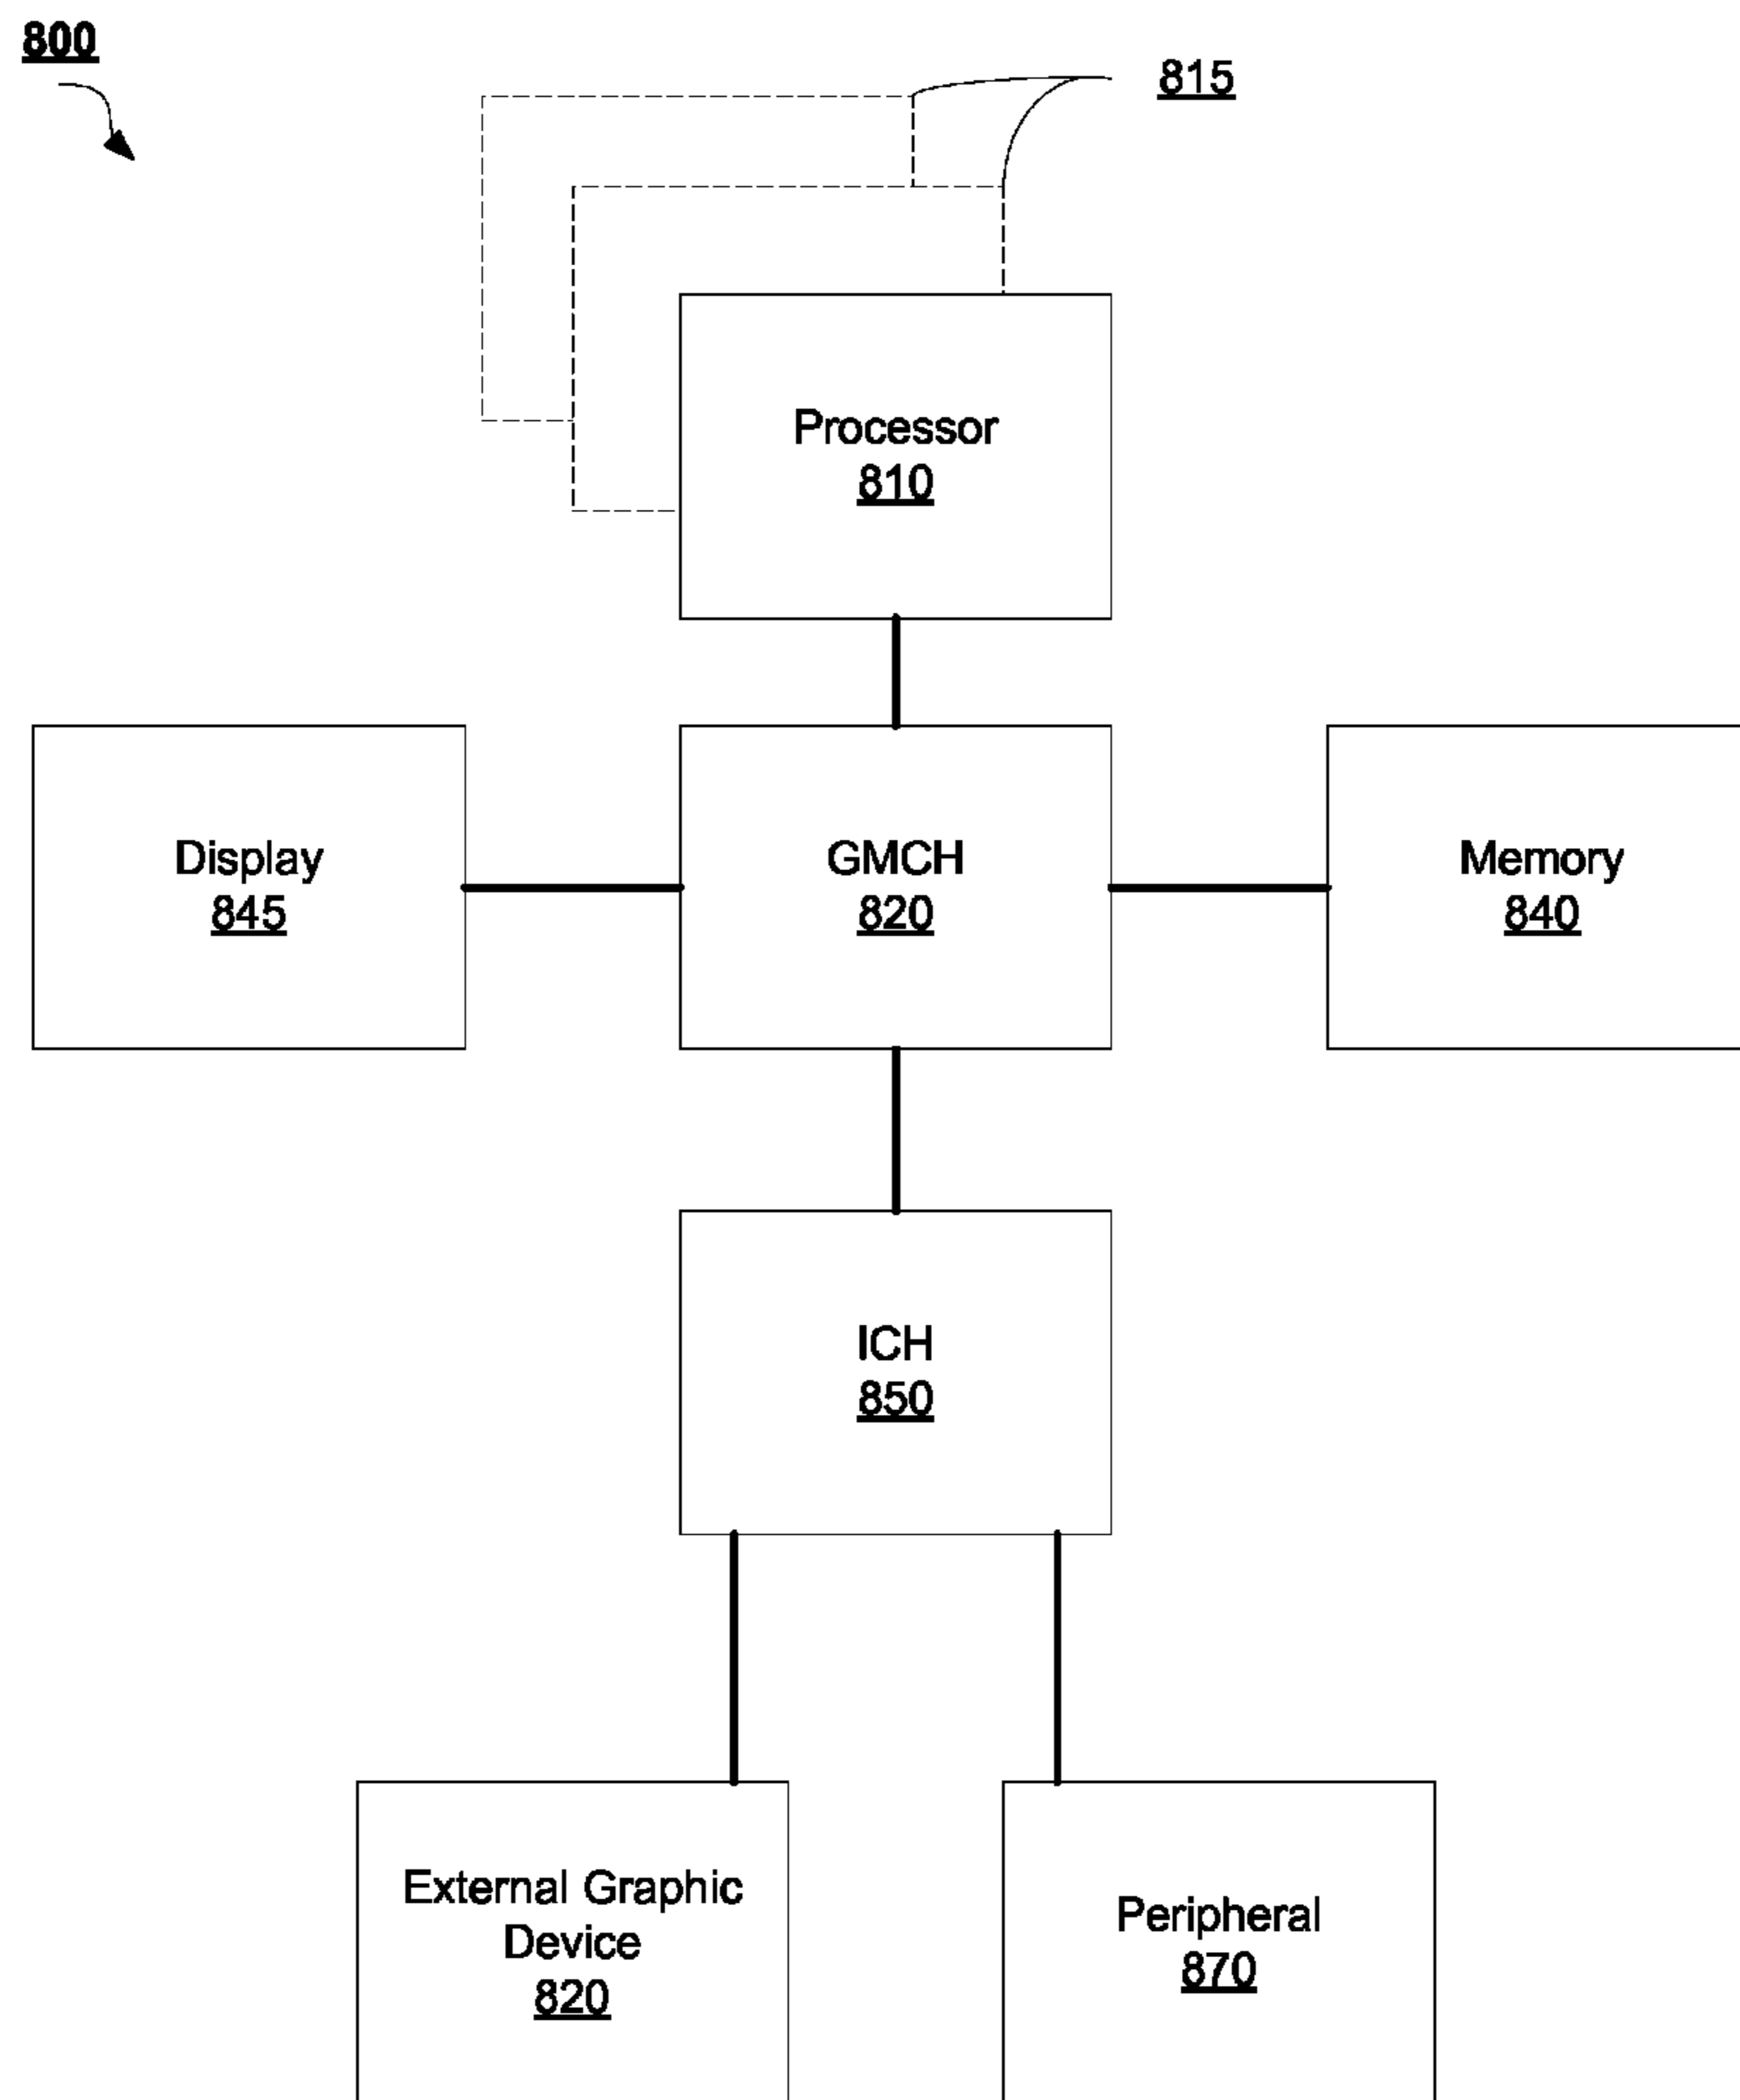 800
815
Processor
810
Display
845
GMCH
820
Memory
840
ICH
850
External Graphic
Device
820
Peripheral
870